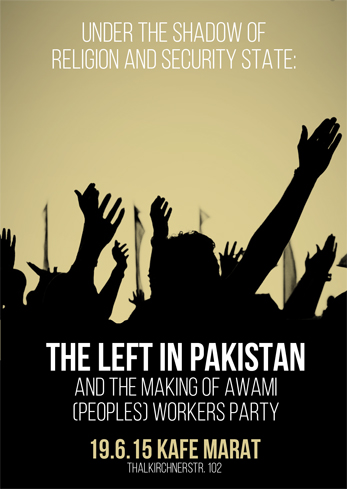 UNDER THE SHADOW OF
RELIGION AND SECURITY STATE:
THE LEFT IN PAKISTAN
AND THE MAKING OF AWAMI
(PEOPLES) WORKERS PARTY
19.6.15 KAFE MARAT
THALKIRCHNERSTR. 102